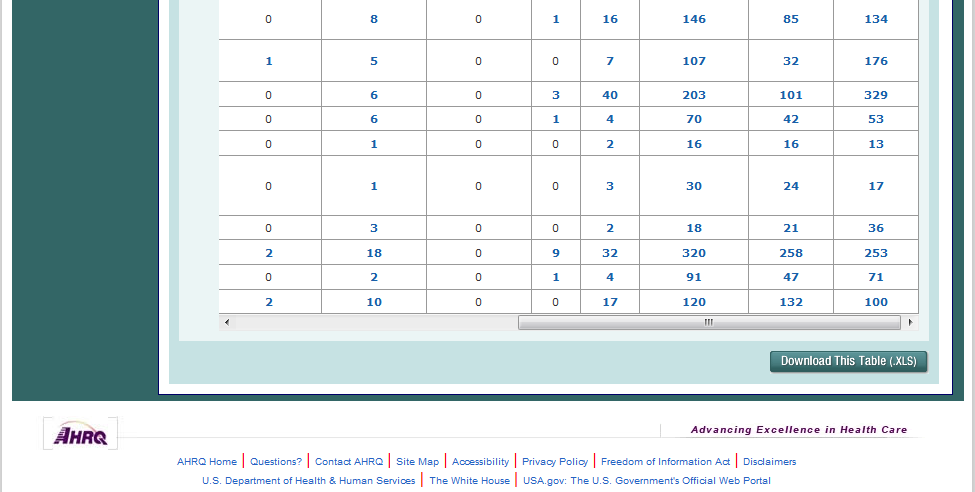 0 8 0 1 16 146 85 134
1 5 0 0 7 107 32 176
0 6 0 3 40 203 101 329
0 6 0 1 4 70 42 53
0 1 0 0 2 16 16 13
0 1 0 0 3 30 24 17
0 3 0 0 2 18 21 36
2 18 0 9 32 320 258 253
0 2 0 1 4 91 47 71
2 10 0 0 17 120 132 100
Download This Table (.XLS)
AHRQ
Advancing Excellence in Health Care
AHRQ Home | Questions? | Contact AHRQ | Site Map | Accessibility | Privacy Policy | Freedom of Information Act | Disclaimers
U.S. Department of Health & Human Services | The White House | USA.gov: The U.S. Government's Official Web Portal